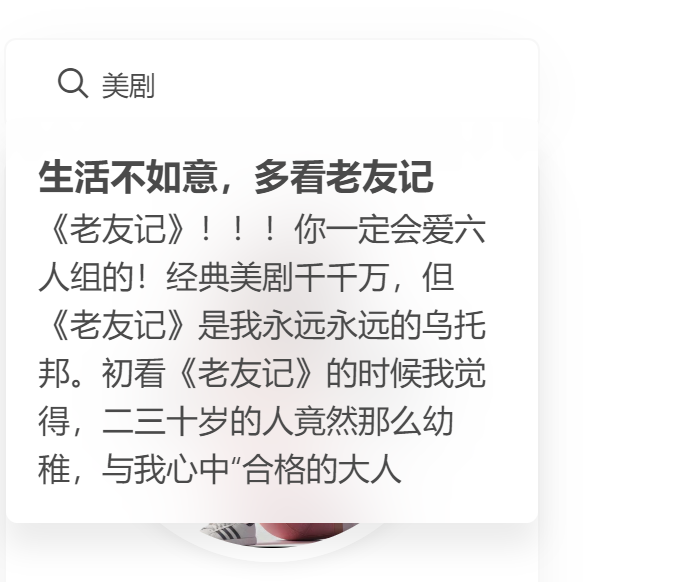 美剧
生活不如意，多看老友记
《老友记》！！！你一定会爱六
人组的！经典美剧千千万，但
《老友记》是我永远永远的乌托
邦。初看《老友记》的时候我觉
得，二三十岁的人竟然那么幼
稚，与我心中“合格的大人